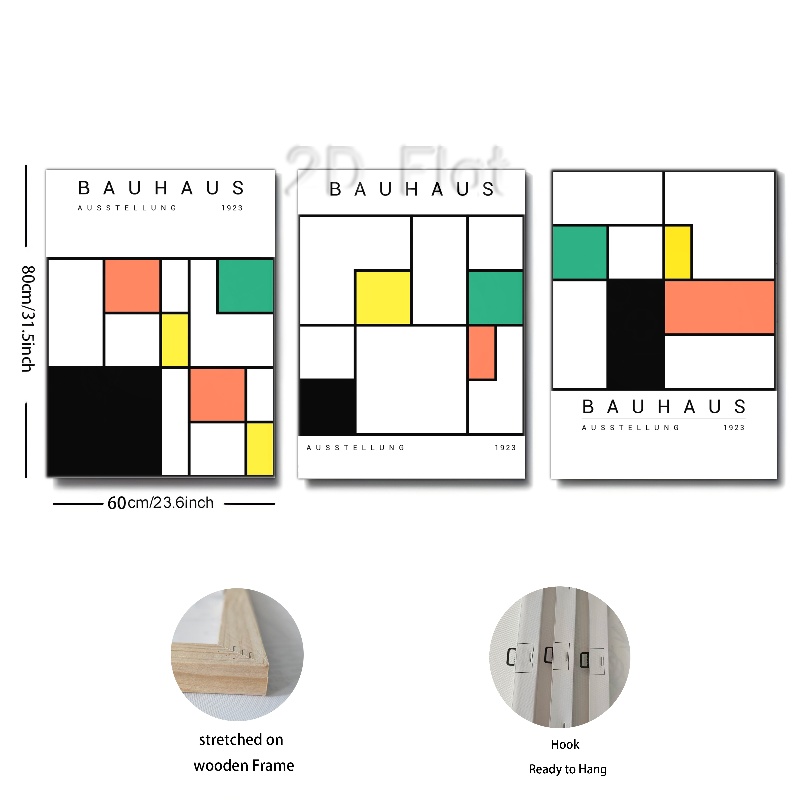 2D Flat
BAUHAUS
AUSSTELLUNG 1923
BAUHAUS
AUSSTELLUNG 1923
BAUHAUS
AUSSTELLUNG 1923
80cm/31.5inch
60cm/23.6inch
stretched on
wooden Frame
Hook
Ready to Hang